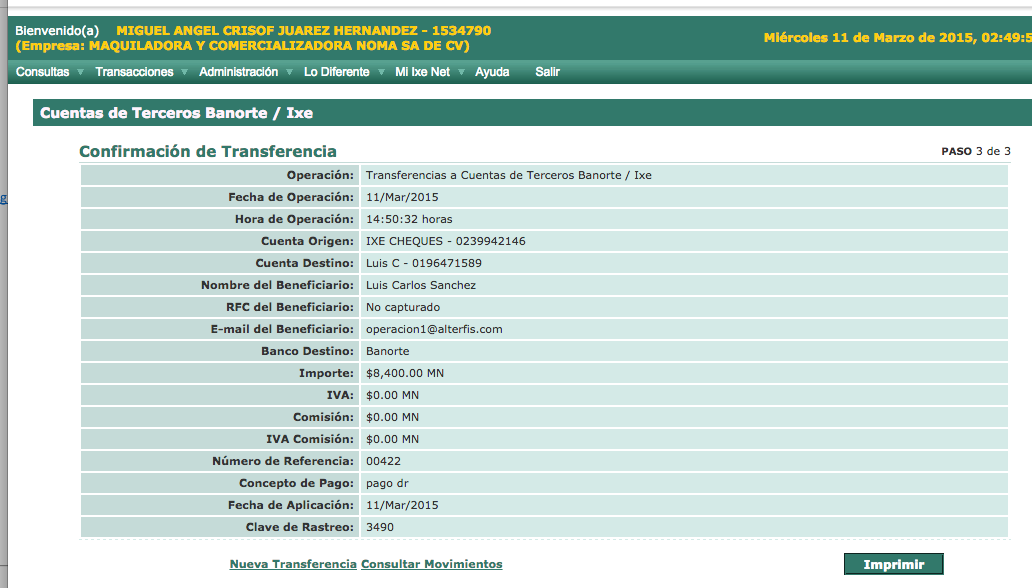 Bienvenido(a) MIGUEL ANGEL CRISOF JUAREZ HERNANDEZ - 1534790
(Empresa: MAQUILADORA Y COMERCIALIZADORA NOMA SA DE CV)
Miércoles 11 de Marzo de 2015, 02:49:5
Consultas Transacciones Administración Lo Diferente Mi Ixe Net Ayuda Salir
Cuentas de Terceros Banorte / Ixe
Confirmación de Transferencia PASO 3 de 3
Operación: Transferencias a Cuentas de Terceros Banorte / Ixe
Fecha de Operación: 11/Mar/2015
Hora de Operación: 14:50:32 horas
Cuenta Origen: IXE CHEQUES - 0239942146
Cuenta Destino: Luis C - 0196471589
Nombre del Beneficiario: Luis Carlos Sanchez
RFC del Beneficiario: No capturado
E-mail del Beneficiario: operacion1@alterfis.com
Banco Destino: Banorte
Importe: $8,400.00 MN
IVA: $0.00 MN
Comisión: $0.00 MN
IVA Comisión: $0.00 MN
Número de Referencia: 00422
Concepto de Pago: pago dr
Fecha de Aplicación: 11/Mar/2015
Clave de Rastreo: 3490
Nueva Transferencia Consultar Movimientos Imprimir